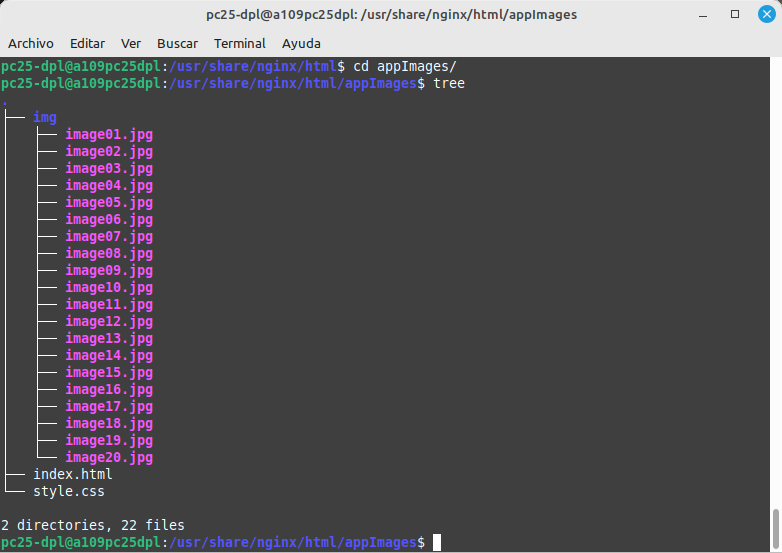 pc25-dpl@a109pc25dpl: /usr/share/nginx/html/appImages
Archivo Editar Ver Buscar Terminal Ayuda
pc25-dpl@a109pc25dpl:/usr/share/nginx/html$ cd appImages/
pc25-dpl@a109pc25dpl:/usr/share/nginx/html/appImages$ tree
.
├── img
│   ├── image01.jpg
│   ├── image02.jpg
│   ├── image03.jpg
│   ├── image04.jpg
│   ├── image05.jpg
│   ├── image06.jpg
│   ├── image07.jpg
│   ├── image08.jpg
│   ├── image09.jpg
│   ├── image10.jpg
│   ├── image11.jpg
│   ├── image12.jpg
│   ├── image13.jpg
│   ├── image14.jpg
│   ├── image15.jpg
│   ├── image16.jpg
│   ├── image17.jpg
│   ├── image18.jpg
│   ├── image19.jpg
│   └── image20.jpg
├── index.html
└── style.css

2 directories, 22 files
pc25-dpl@a109pc25dpl:/usr/share/nginx/html/appImages$